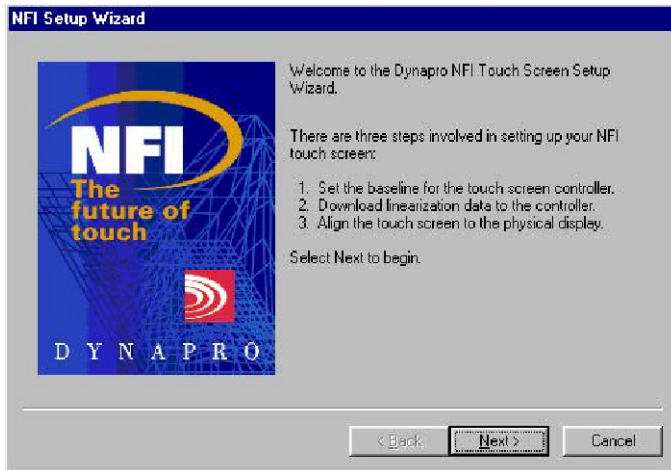 NFI Setup Wizard
NFI
The
future of
touch
DYNAPRO
Welcome to the Dynapro NFI Touch Screen Setup
Wizard.
There are three steps involved in setting up your NFI
touch screen:
1. Set the baseline for the touch screen controller.
2. Download linearization data to the controller.
3. Align the touch screen to the physical display.
Select Next to begin.
< Back
Next >
Cancel